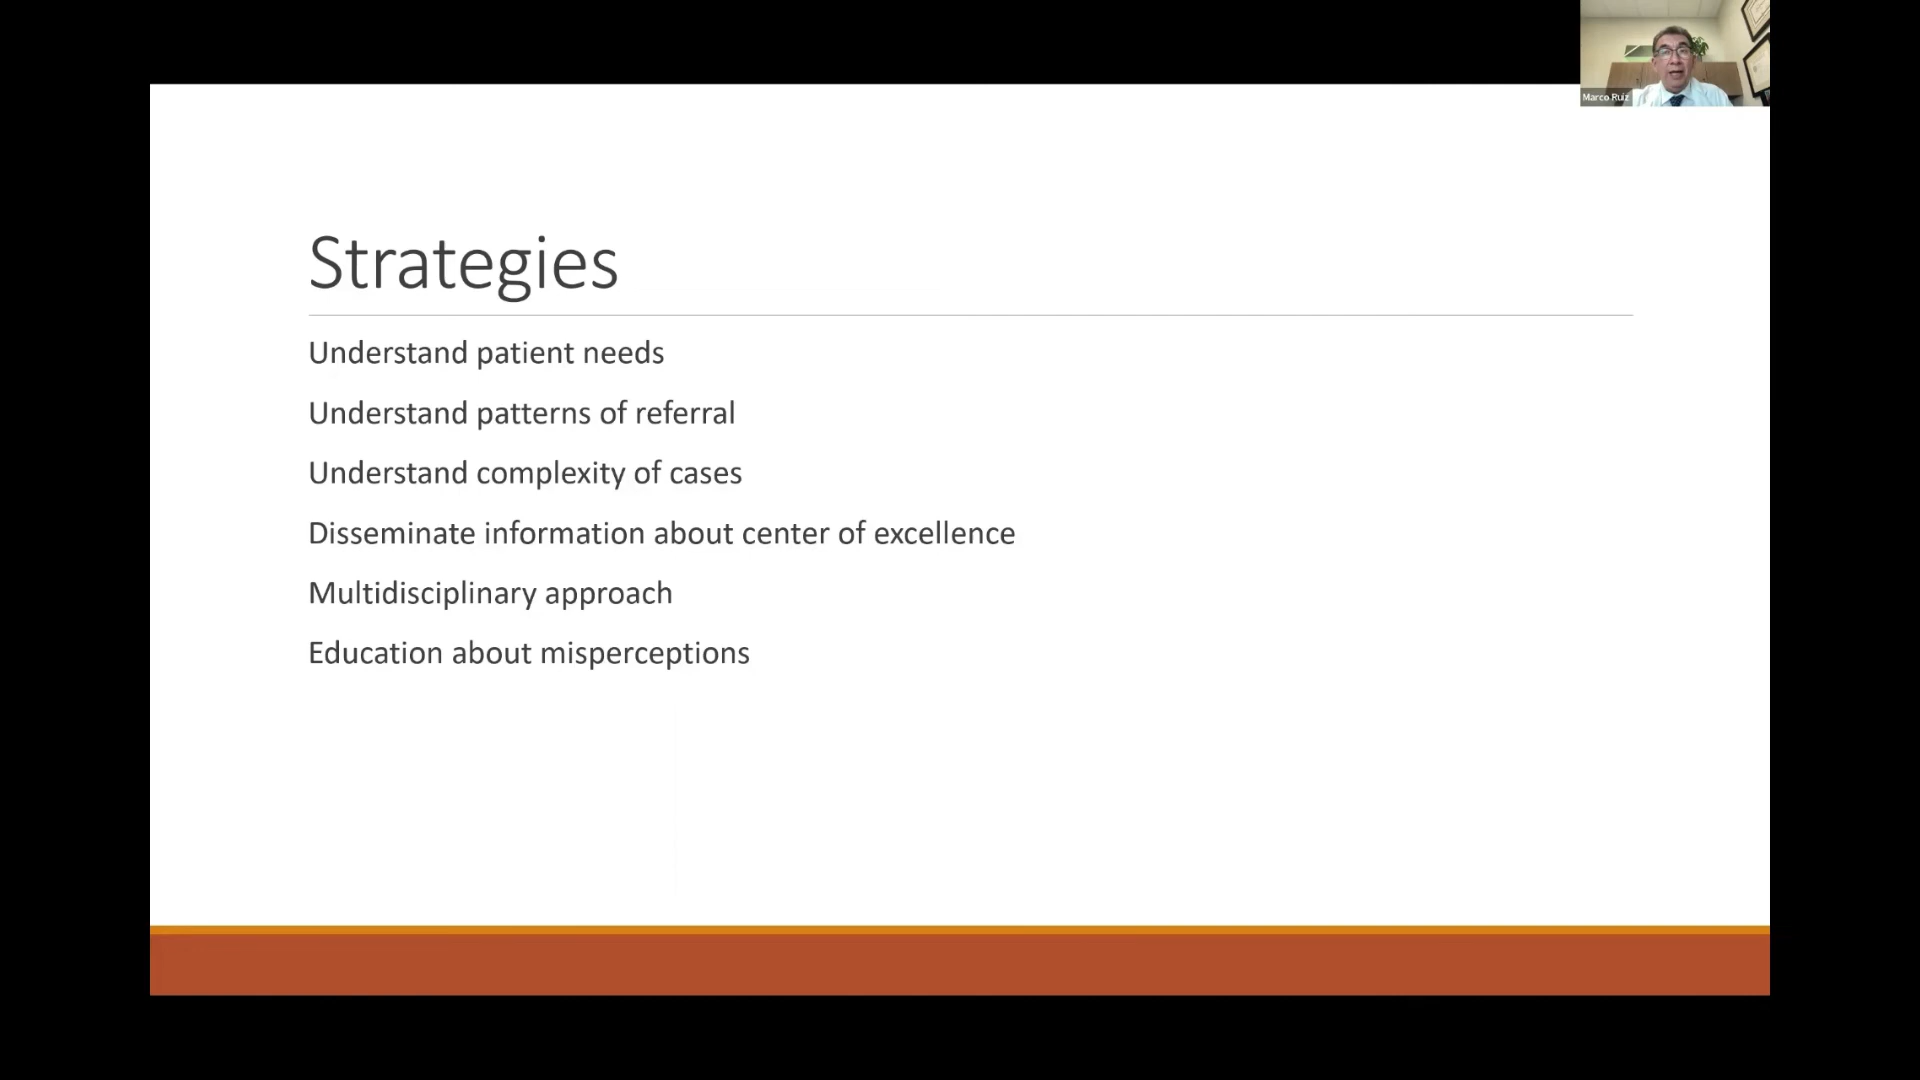 Marco Ruiz
Strategies
Understand patient needs
Understand patterns of referral
Understand complexity of cases
Disseminate information about center of excellence
Multidisciplinary approach
Education about misperceptions